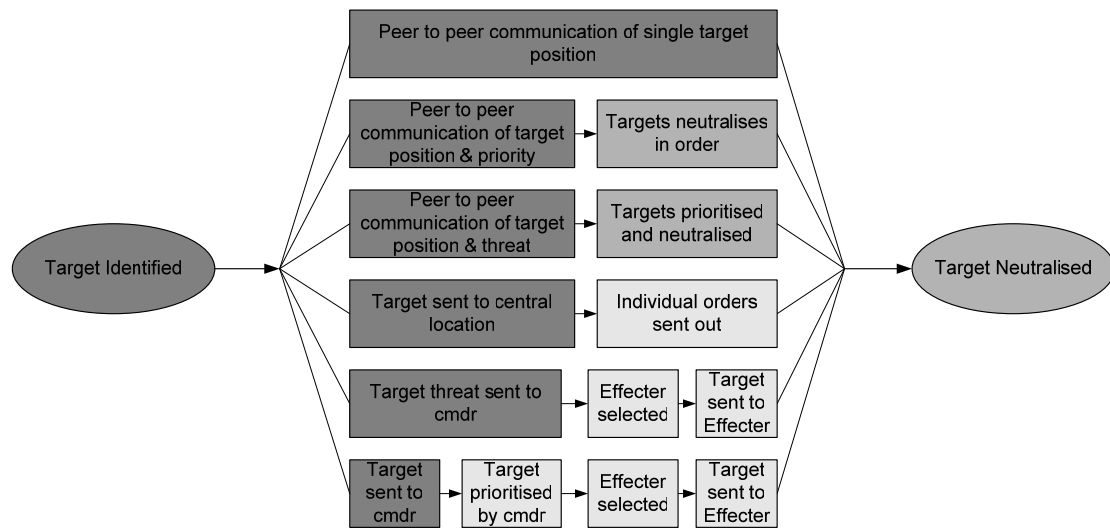 Peer to peer communication of single target
position
Peer to peer
communication of target
position & priority
Targets neutralises
in order
Peer to peer
communication of target
position & threat
Targets prioritised
and neutralised
Target Identified
Target Neutralised
Target sent to central
location
Individual orders
sent out
Target threat sent to
cmdr
Effecter
selected
Target
sent to
Effecter
Target
sent to
cmdr
Target
prioritised
by cmdr
Effecter
selected
Target
sent to
Effecter